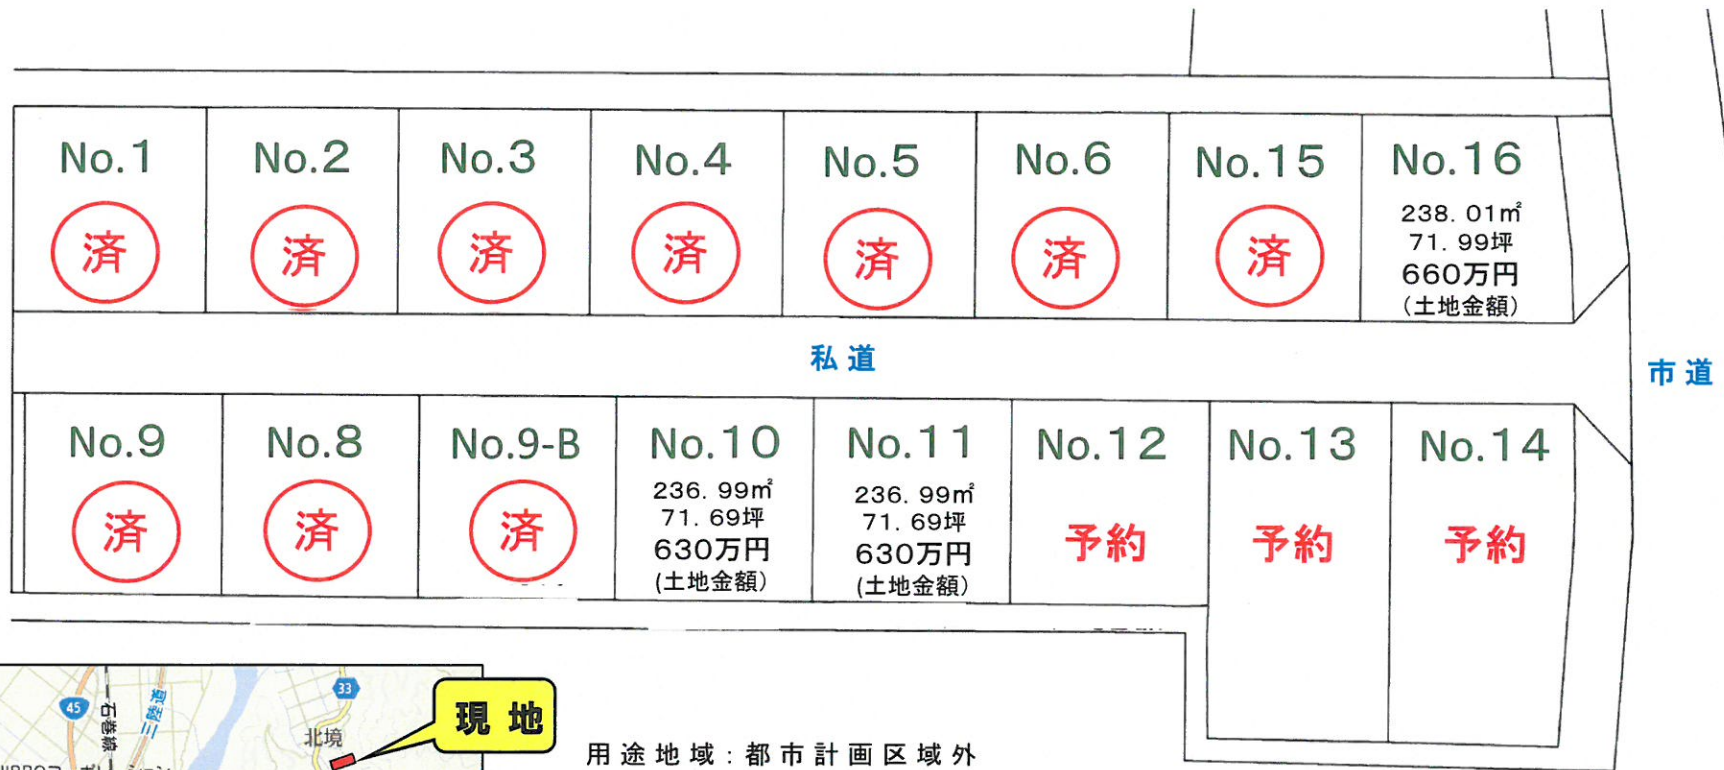 No.1
済
No.2
済
No.3
済
No.4
済
No.5
済
No.6
済
No.15
済
No.16
238.01㎡
71.99坪
660万円
(土地金額)
私道
市道
No.9
済
No.8
済
No.9-B
済
No.10
236.99㎡
71.69坪
630万円
(土地金額)
No.11
236.99㎡
71.69坪
630万円
(土地金額)
No.12
予約
No.13
予約
No.14
予約
45
石巻線
三陸道
33
北境
現地
用途地域:都市計画区域外